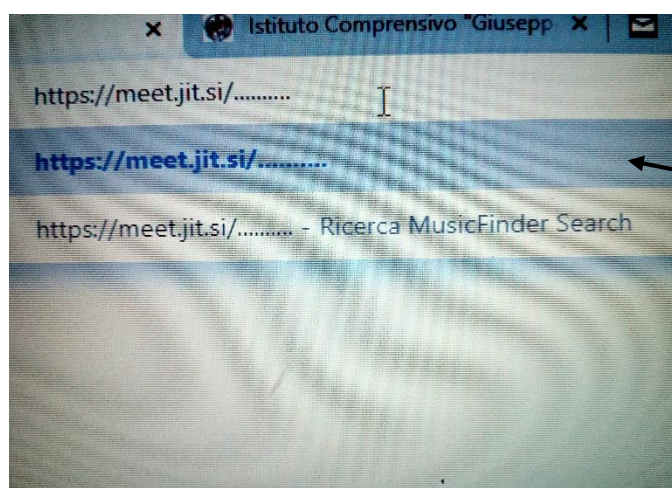 Istituto Comprensivo "Giusepp
https://meet.jit.si/..........
https://meet.jit.si/..........
https://meet.jit.si/.......... - Ricerca MusicFinder Search